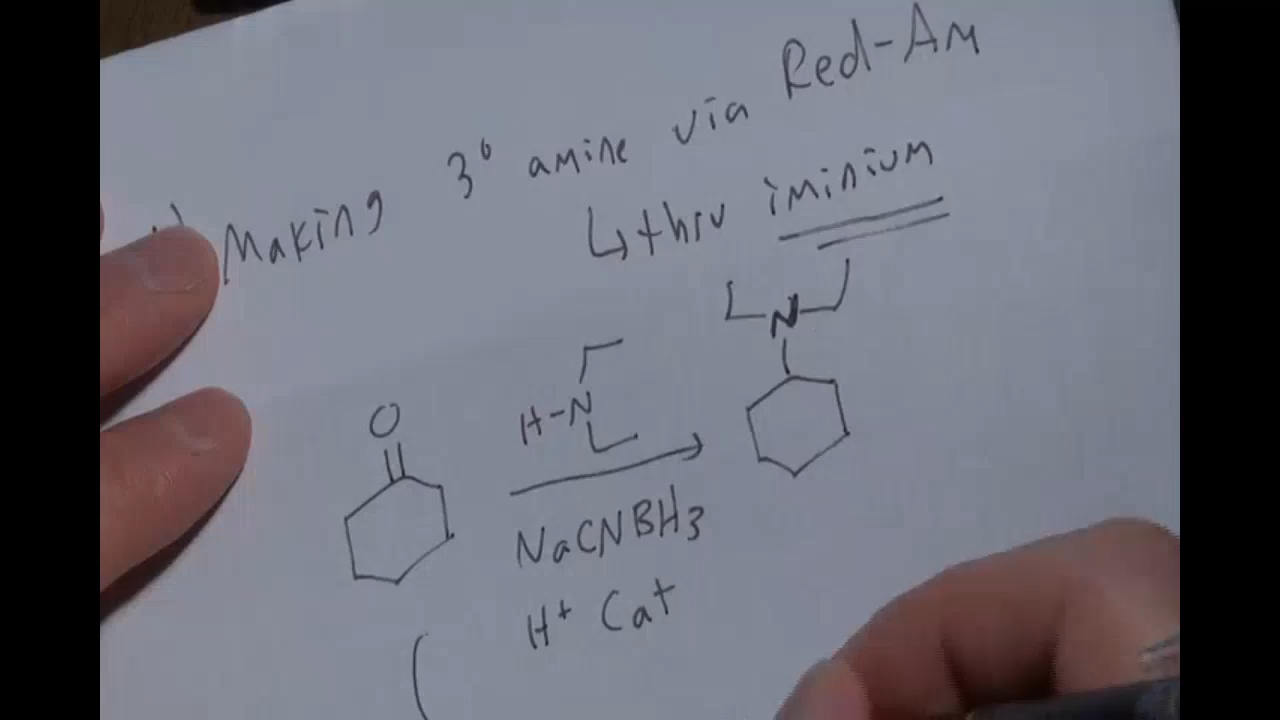 Making 3° amine via Red-Am
↳ thru iminium
O
H-N
N
NaCNBH3
H+ Cat